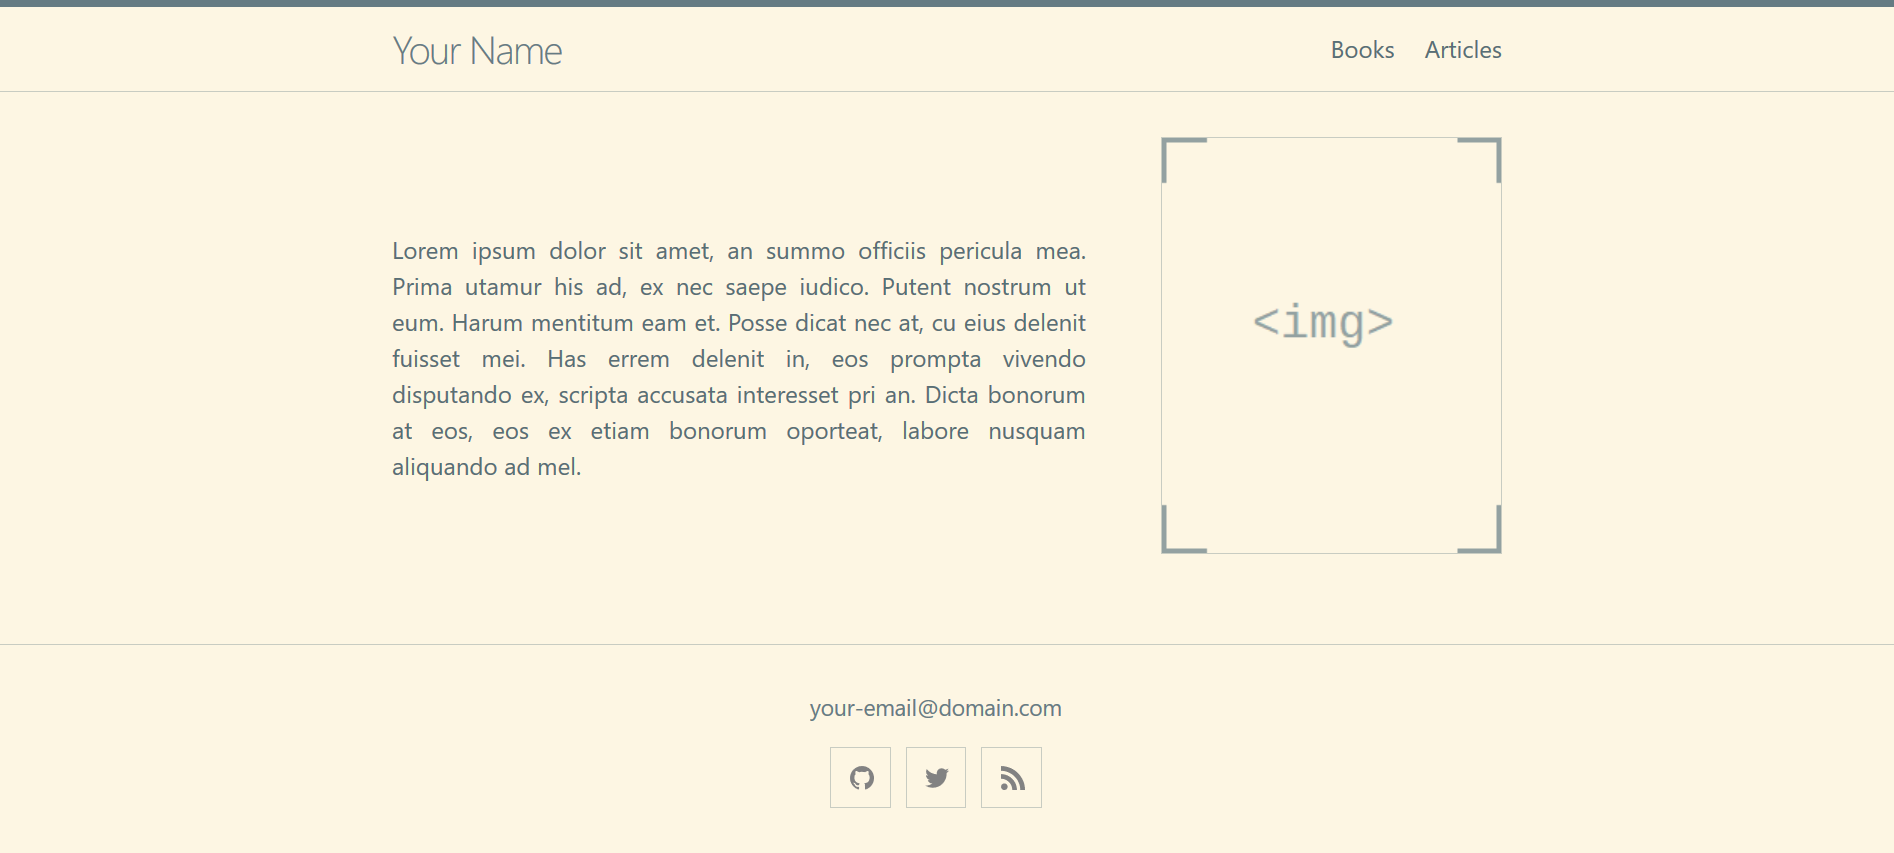 Your Name
Books Articles
Lorem ipsum dolor sit amet, an summo officiis pericula mea.
Prima utamur his ad, ex nec saepe iudico. Putent nostrum ut
eum. Harum mentitum eam et. Posse dicat nec at, cu eius delenit
fuisset mei. Has errem delenit in, eos prompta vivendo
disputando ex, scripta accusata interesset pri an. Dicta bonorum
at eos, eos ex etiam bonorum oporteat, labore nusquam
aliquando ad mel.
<img>
your-email@domain.com